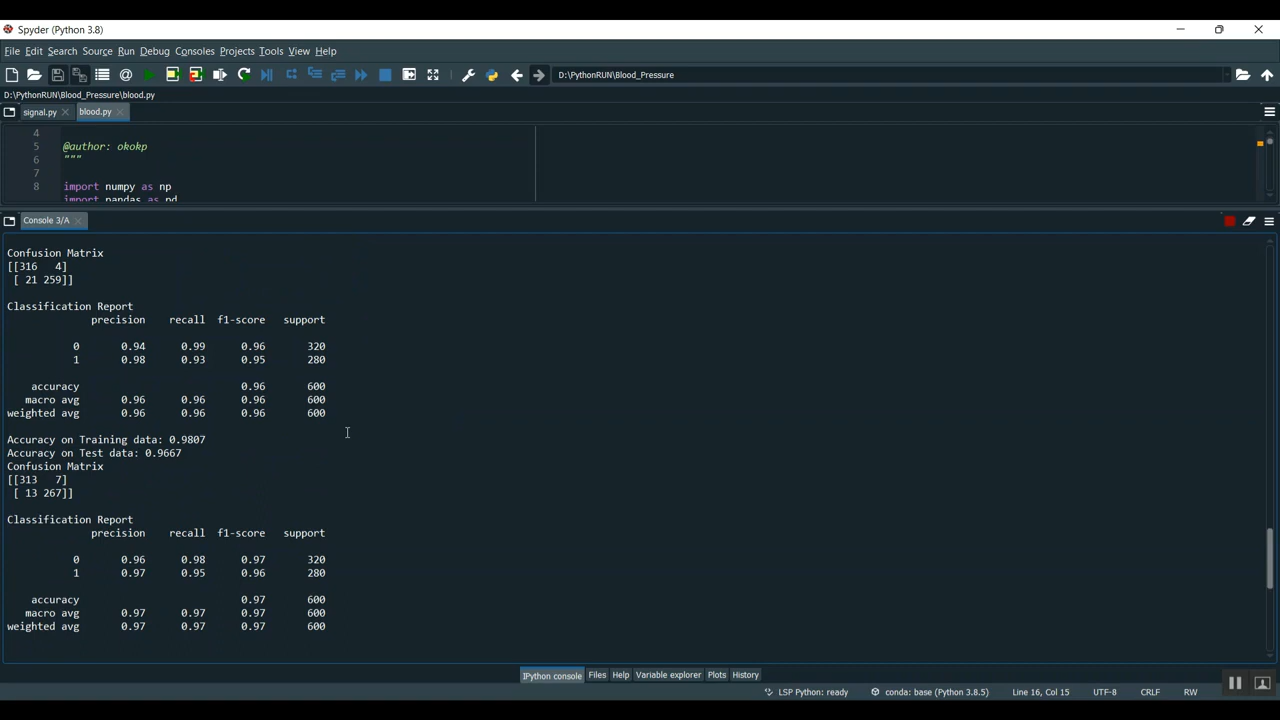 Spyder (Python 3.8)
File Edit Search Source Run Debug Consoles Projects Tools View Help
D:\PythonRUN\Blood_Pressure
D:\PythonRUN\Blood_Pressure\blood.py
signal.py blood.py
4
5 @author: okokp
6 """
7
8 import numpy as np
import pandas as pd
Console 3/A
Confusion Matrix
[[316   4]
 [ 21 259]]
Classification Report
precision recall f1-score support
0 0.94 0.99 0.96 320
1 0.98 0.93 0.95 280
accuracy 0.96 600
macro avg 0.96 0.96 0.96 600
weighted avg 0.96 0.96 0.96 600
Accuracy on Training data: 0.9807
Accuracy on Test data: 0.9667
Confusion Matrix
[[313   7]
 [ 13 267]]
Classification Report
precision recall f1-score support
0 0.96 0.98 0.97 320
1 0.97 0.95 0.96 280
accuracy 0.97 600
macro avg 0.97 0.97 0.97 600
weighted avg 0.97 0.97 0.97 600
IPython console Files Help Variable explorer Plots History
LSP Python: ready conda: base (Python 3.8.5) Line 16, Col 15 UTF-8 CRLF RW